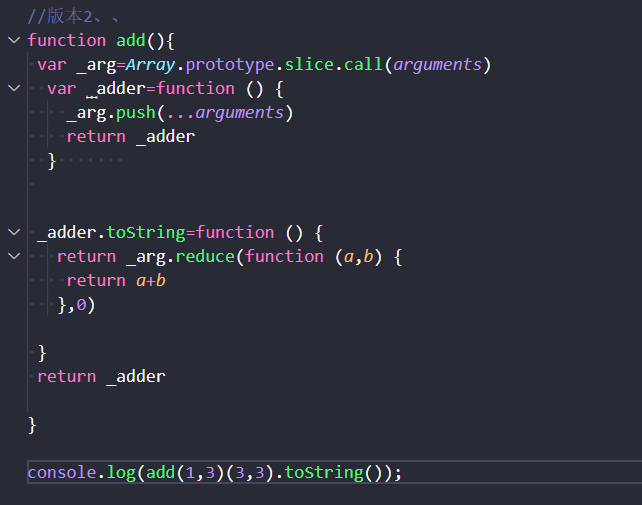 //版本2、、
function add(){
var _arg=Array.prototype.slice.call(arguments)
var _adder=function () {
_arg.push(...arguments)
return _adder
}
_adder.toString=function () {
return _arg.reduce(function (a,b) {
return a+b
},0)
}
return _adder
}
console.log(add(1,3)(3,3).toString());